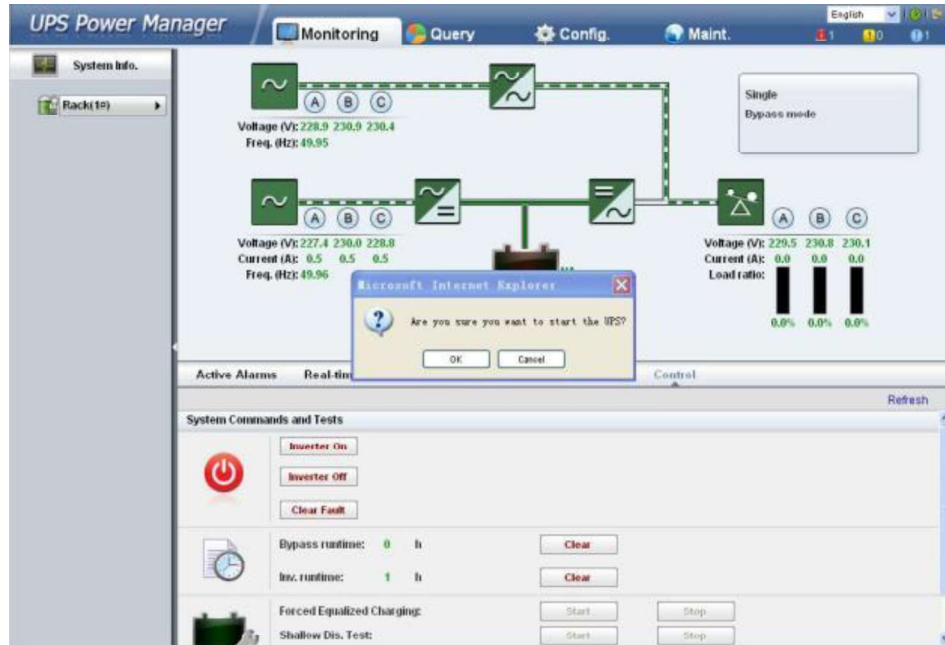 UPS Power Manager
Monitoring
Query
Config.
Maint.
English
1
0
1
System Info.
Rack(1#)
A B C
Voltage (V): 228.9 230.9 230.4
Freq. (Hz): 49.95
Single
Bypass mode
A B C
Voltage (V): 227.4 230.0 228.8
Current (A): 0.5 0.5 0.5
Freq. (Hz): 49.96
A B C
Voltage (V): 229.5 230.8 230.1
Current (A): 0.0 0.0 0.0
Load ratio:
0.0% 0.0% 0.0%
Microsoft Internet Explorer
Are you sure you want to start the UPS?
OK Cancel
Active Alarms Real-tim Control
Refresh
System Commands and Tests
Inverter On
Inverter Off
Clear Fault
Bypass runtime: 0 h Clear
Inv. runtime: 1 h Clear
Forced Equalized Charging: Start Stop
Shallow Dis. Test: Start Stop